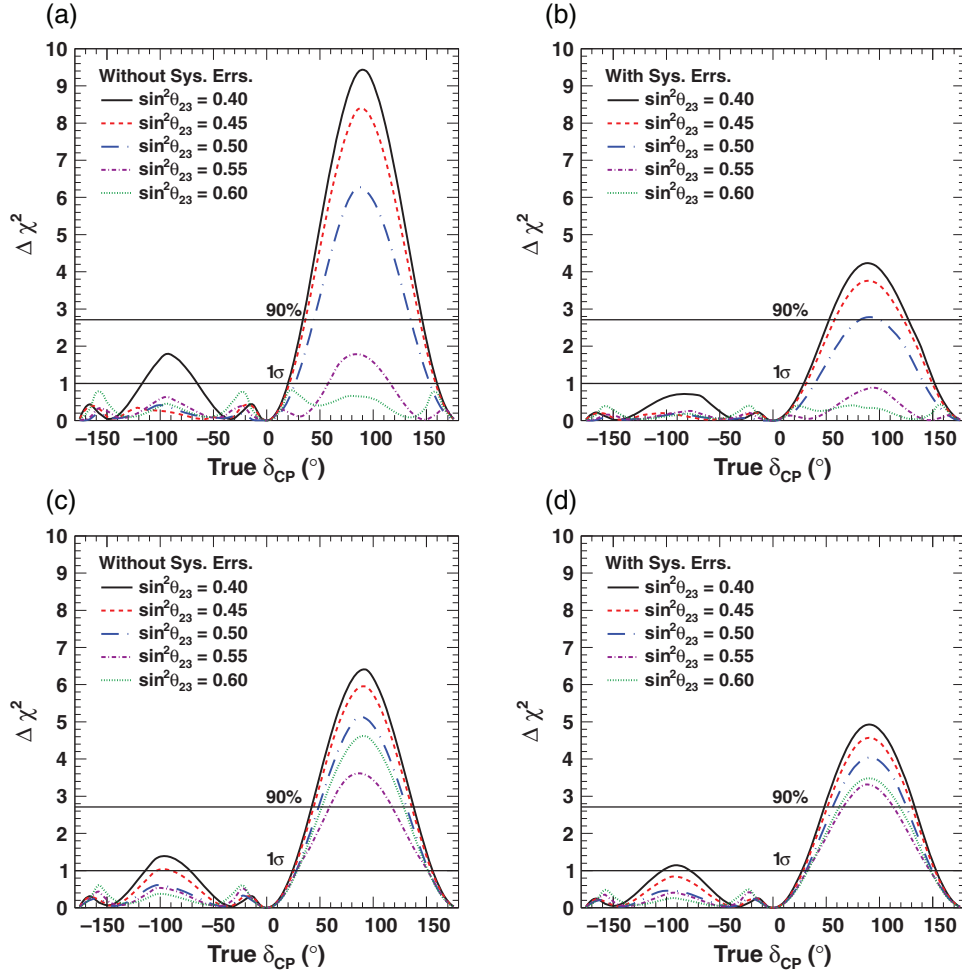 (a)
10
9
8
7
6
5
4
3
2
1
0
Δ χ²
Without Sys. Errs.
sin²θ₂₃ = 0.40
sin²θ₂₃ = 0.45
sin²θ₂₃ = 0.50
sin²θ₂₃ = 0.55
sin²θ₂₃ = 0.60
90%
1σ
−150 −100 −50 0 50 100 150
True δCP (°)
(b)
10
9
8
7
6
5
4
3
2
1
0
Δ χ²
With Sys. Errs.
sin²θ₂₃ = 0.40
sin²θ₂₃ = 0.45
sin²θ₂₃ = 0.50
sin²θ₂₃ = 0.55
sin²θ₂₃ = 0.60
90%
1σ
−150 −100 −50 0 50 100 150
True δCP (°)
(c)
10
9
8
7
6
5
4
3
2
1
0
Δ χ²
Without Sys. Errs.
sin²θ₂₃ = 0.40
sin²θ₂₃ = 0.45
sin²θ₂₃ = 0.50
sin²θ₂₃ = 0.55
sin²θ₂₃ = 0.60
90%
1σ
−150 −100 −50 0 50 100 150
True δCP (°)
(d)
10
9
8
7
6
5
4
3
2
1
0
Δ χ²
With Sys. Errs.
sin²θ₂₃ = 0.40
sin²θ₂₃ = 0.45
sin²θ₂₃ = 0.50
sin²θ₂₃ = 0.55
sin²θ₂₃ = 0.60
90%
1σ
−150 −100 −50 0 50 100 150
True δCP (°)